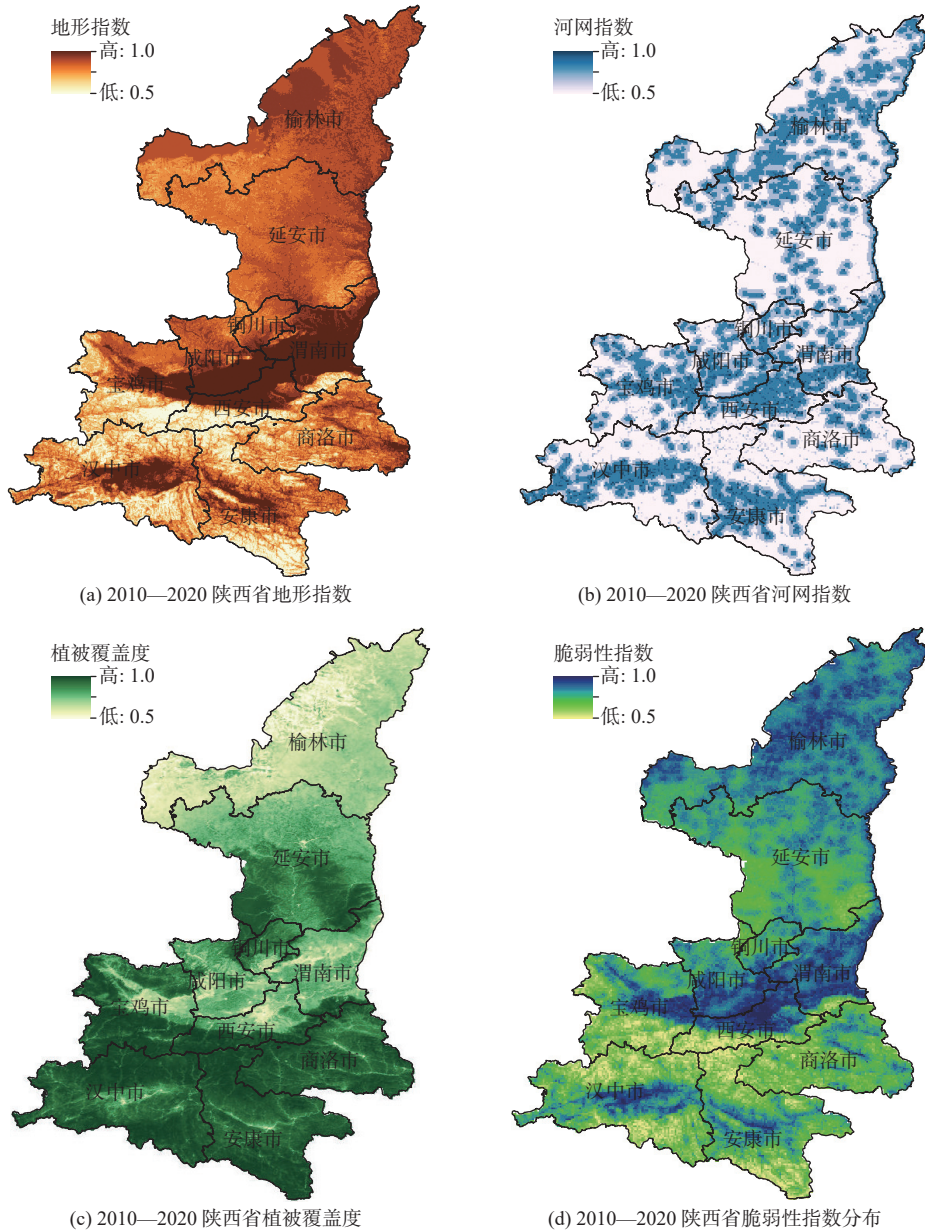 地形指数
高: 1.0
低: 0.5
榆林市
延安市
铜川市
咸阳市
渭南市
宝鸡市
西安市
商洛市
汉中市
安康市
(a) 2010—2020 陕西省地形指数
河网指数
高: 1.0
低: 0.5
榆林市
延安市
铜川市
咸阳市
渭南市
宝鸡市
西安市
商洛市
汉中市
安康市
(b) 2010—2020 陕西省河网指数
植被覆盖度
高: 1.0
低: 0.5
榆林市
延安市
铜川市
咸阳市
渭南市
宝鸡市
西安市
商洛市
汉中市
安康市
(c) 2010—2020 陕西省植被覆盖度
脆弱性指数
高: 1.0
低: 0.5
榆林市
延安市
铜川市
咸阳市
渭南市
宝鸡市
西安市
商洛市
汉中市
安康市
(d) 2010—2020 陕西省脆弱性指数分布